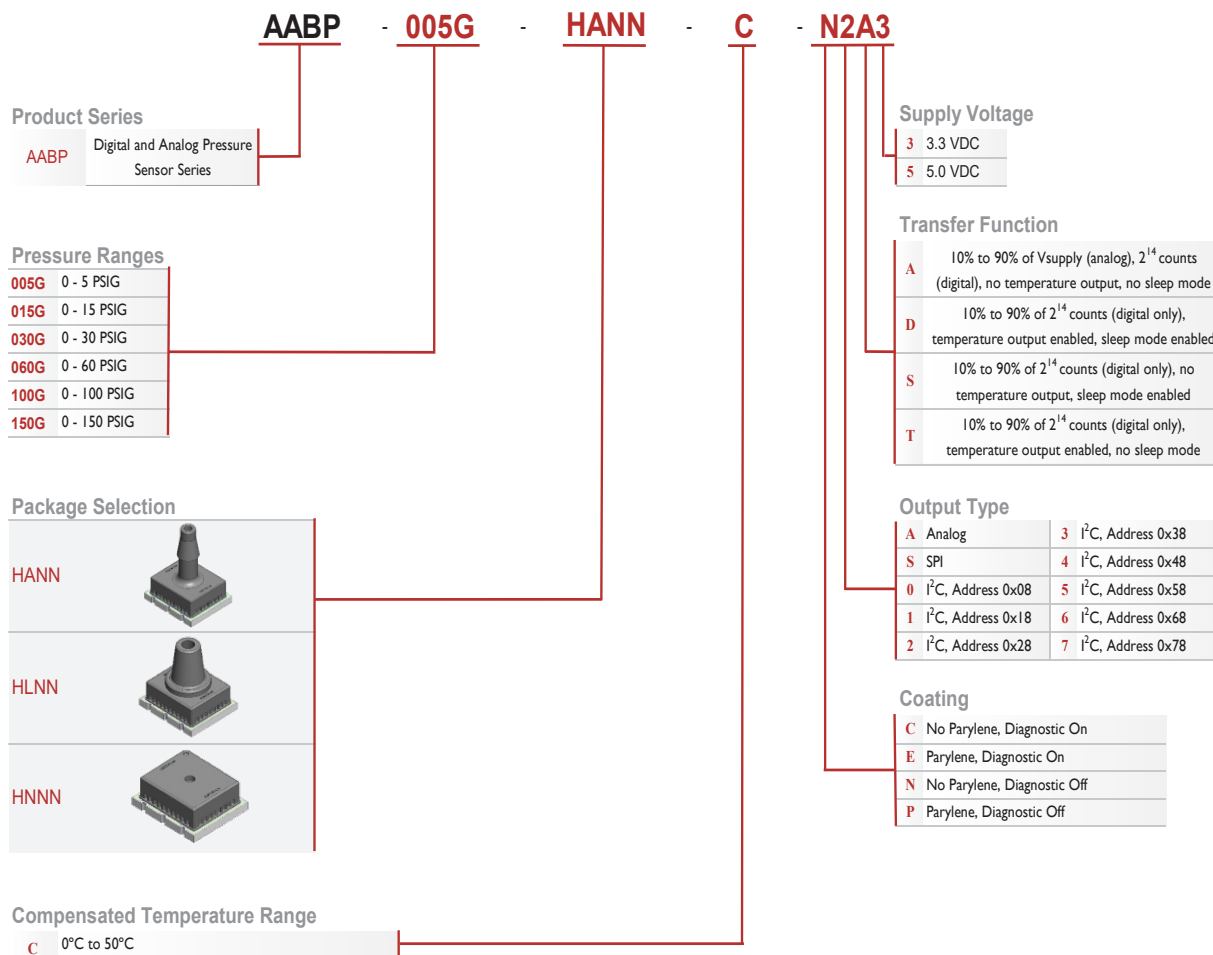 AABP - 005G - HANN - C - N2A3
Product Series
AABP Digital and Analog Pressure
Sensor Series
Pressure Ranges
005G 0 - 5 PSIG
015G 0 - 15 PSIG
030G 0 - 30 PSIG
060G 0 - 60 PSIG
100G 0 - 100 PSIG
150G 0 - 150 PSIG
Package Selection
HANN
HLNN
HNNN
Compensated Temperature Range
C 0°C to 50°C
Supply Voltage
3 3.3 VDC
5 5.0 VDC
Transfer Function
A 10% to 90% of Vsupply (analog), 2¹⁴ counts
(digital), no temperature output, no sleep mode
D 10% to 90% of 2¹⁴ counts (digital only),
temperature output enabled, sleep mode enabled
S 10% to 90% of 2¹⁴ counts (digital only), no
temperature output, sleep mode enabled
T 10% to 90% of 2¹⁴ counts (digital only),
temperature output enabled, no sleep mode
Output Type
A Analog 3 I²C, Address 0x38
S SPI 4 I²C, Address 0x48
0 I²C, Address 0x08 5 I²C, Address 0x58
1 I²C, Address 0x18 6 I²C, Address 0x68
2 I²C, Address 0x28 7 I²C, Address 0x78
Coating
C No Parylene, Diagnostic On
E Parylene, Diagnostic On
N No Parylene, Diagnostic Off
P Parylene, Diagnostic Off